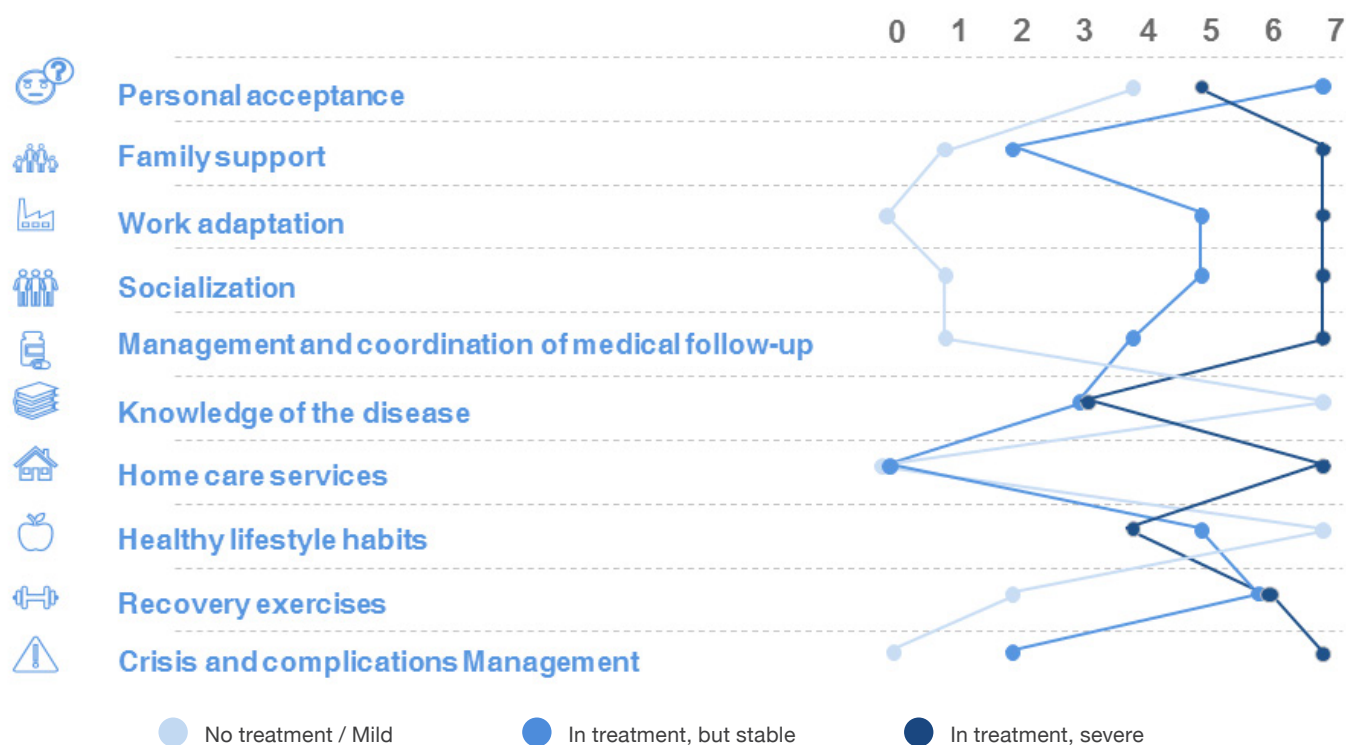 0 1 2 3 4 5 6 7
?
Personal acceptance
Family support
Work adaptation
Socialization
Management and coordination of medical follow-up
Knowledge of the disease
Home care services
Healthy lifestyle habits
Recovery exercises
!
Crisis and complications Management
No treatment / Mild In treatment, but stable In treatment, severe